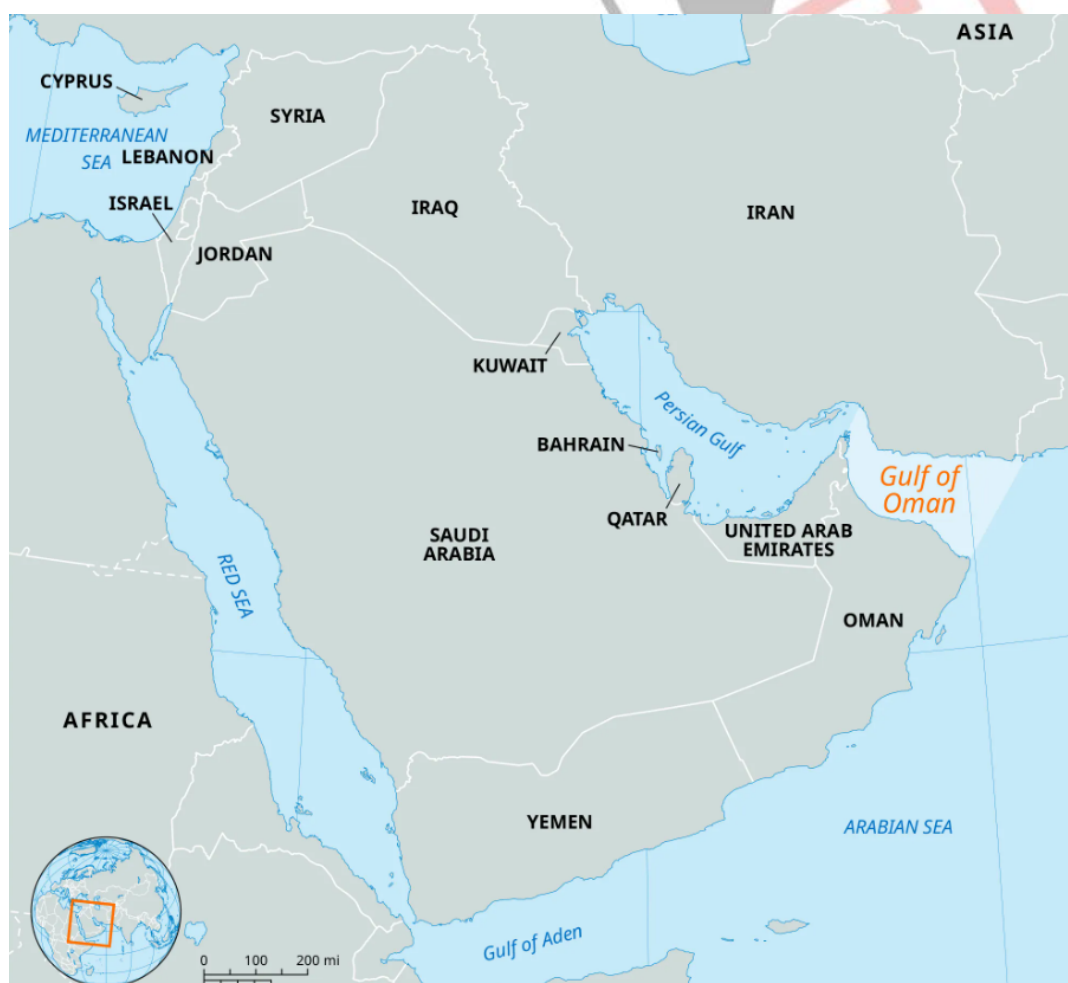 ASIA
CYPRUS
SYRIA
MEDITERRANEAN
SEA
LEBANON
ISRAEL
IRAQ
IRAN
JORDAN
KUWAIT
Persian Gulf
BAHRAIN
Gulf of
Oman
QATAR
SAUDI
ARABIA
UNITED ARAB
EMIRATES
RED SEA
OMAN
AFRICA
YEMEN
ARABIAN SEA
Gulf of Aden
0 100 200 mi